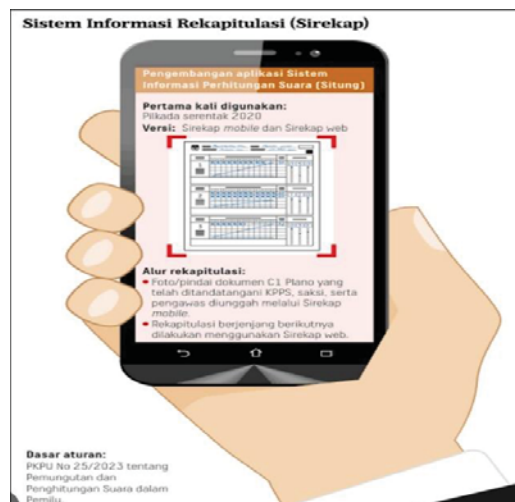 Sistem Informasi Rekapitulasi (Sirekap)
Pengembangan aplikasi Sistem
Informasi Perhitungan Suara (Situng)
Pertama kali digunakan:
Pilkada serentak 2020
Versi: Sirekap mobile dan Sirekap web
1
2
3
Alur rekapitulasi:
• Foto/pindai dokumen C1 Plano yang
telah ditandatangani KPPS, saksi, serta
pengawas diunggah melalui Sirekap
mobile.
• Rekapitulasi berjenjang berikutnya
dilakukan menggunakan Sirekap web.
Dasar aturan:
PKPU No 25/2023 tentang
Pemungutan dan
Penghitungan Suara dalam
Pemilu.